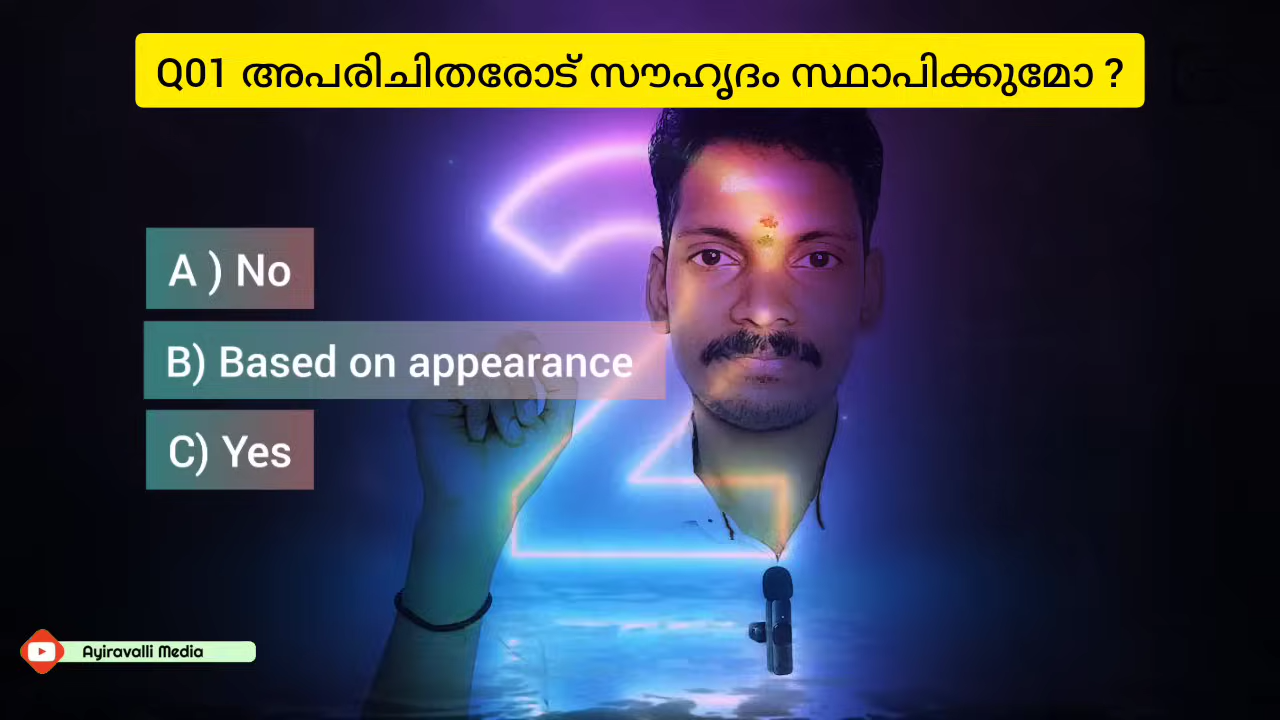 Q01 അപരിചിതരോട് സൗഹൃദം സ്ഥാപിക്കുമോ ?
A ) No
B) Based on appearance
C) Yes
Ayiravalli Media